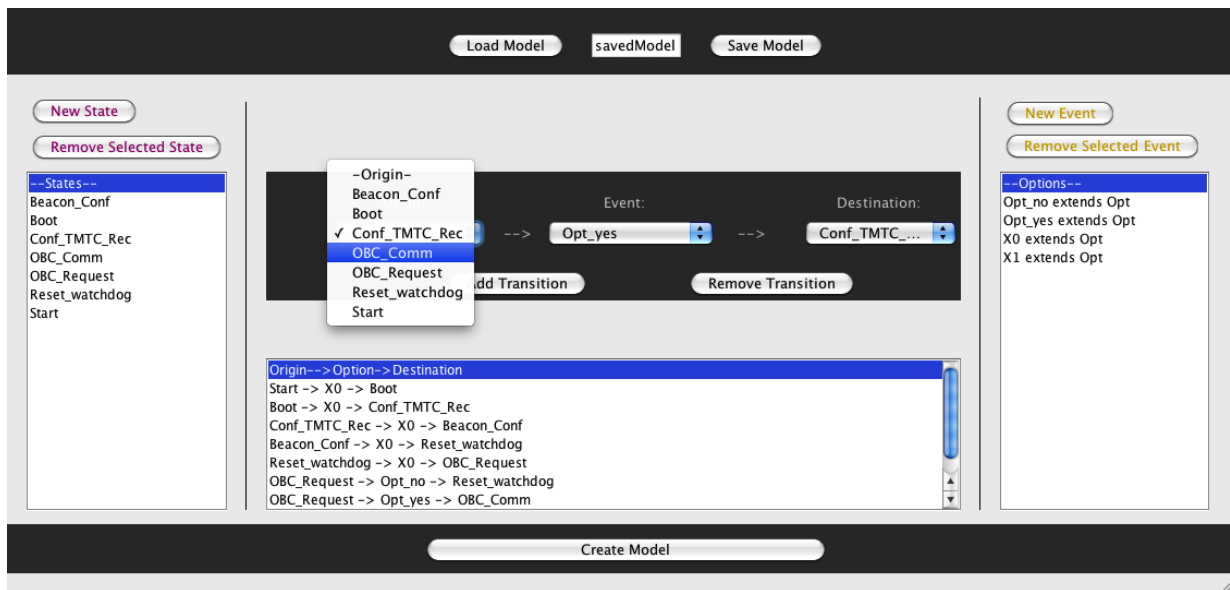 Load Model
savedModel
Save Model
New State
Remove Selected State
--States--
Beacon_Conf
Boot
Conf_TMTC_Rec
OBC_Comm
OBC_Request
Reset_watchdog
Start
-Origin-
Beacon_Conf
Boot
✓ Conf_TMTC_Rec
OBC_Comm
OBC_Request
Reset_watchdog
Start
-->
Event:
Opt_yes
-->
Destination:
Conf_TMTC_...
dd Transition
Remove Transition
Origin-->Option->Destination
Start -> X0 -> Boot
Boot -> X0 -> Conf_TMTC_Rec
Conf_TMTC_Rec -> X0 -> Beacon_Conf
Beacon_Conf -> X0 -> Reset_watchdog
Reset_watchdog -> X0 -> OBC_Request
OBC_Request -> Opt_no -> Reset_watchdog
OBC_Request -> Opt_yes -> OBC_Comm
New Event
Remove Selected Event
--Options--
Opt_no extends Opt
Opt_yes extends Opt
X0 extends Opt
X1 extends Opt
Create Model